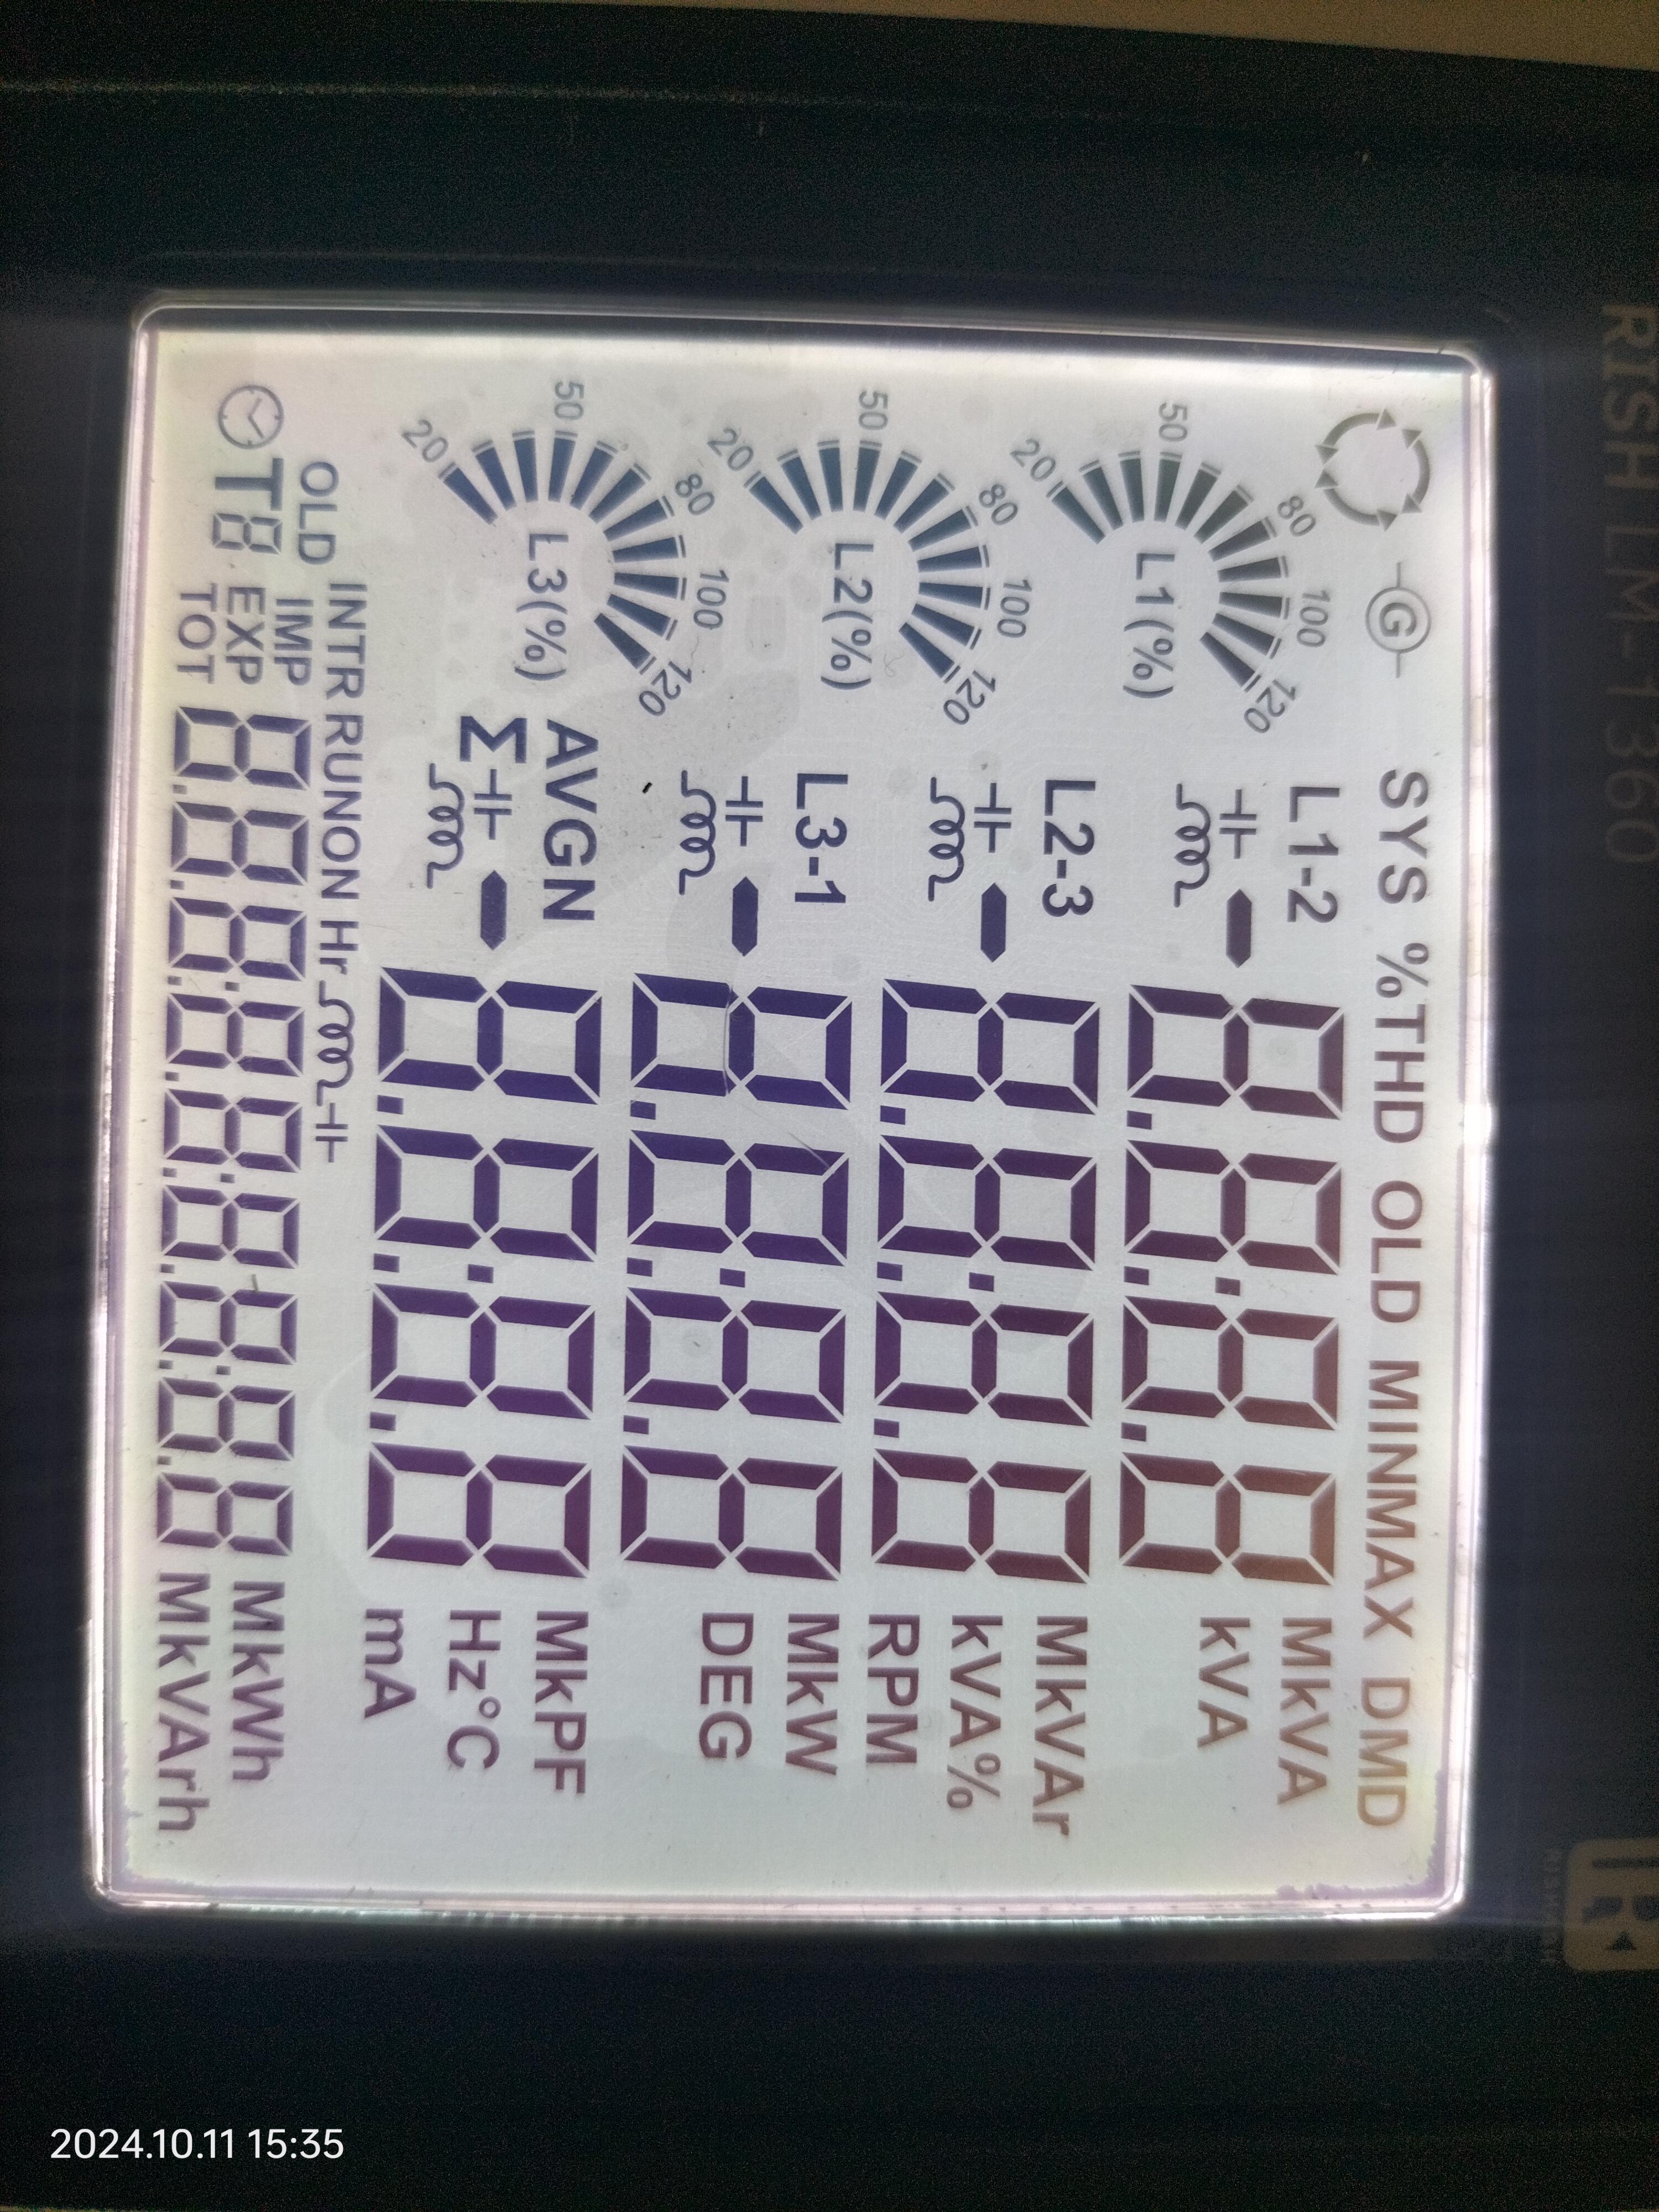 RISH LM-1360
SYS %THD OLD MINMAX DMD
G
20 50 80 100 120
L1(%)
L1-2 8.8.:8.8 MkVA
kVA
20 50 80 100 120
L2(%)
L2-3 8.8.:8.8 MkVAr
kVA%
RPM
20 50 80 100 120
L3(%)
L3-1 8.8.:8.8 MkW
DEG
AVGN
Σ 8.8.:8.8 MkPF
Hz°C
mA
OLD INTR RUNON Hr
T8 IMP
EXP
TOT
8.8.8.8.8.8.8.8.8 MkWh
MkVArh
IR
2024.10.11 15:35